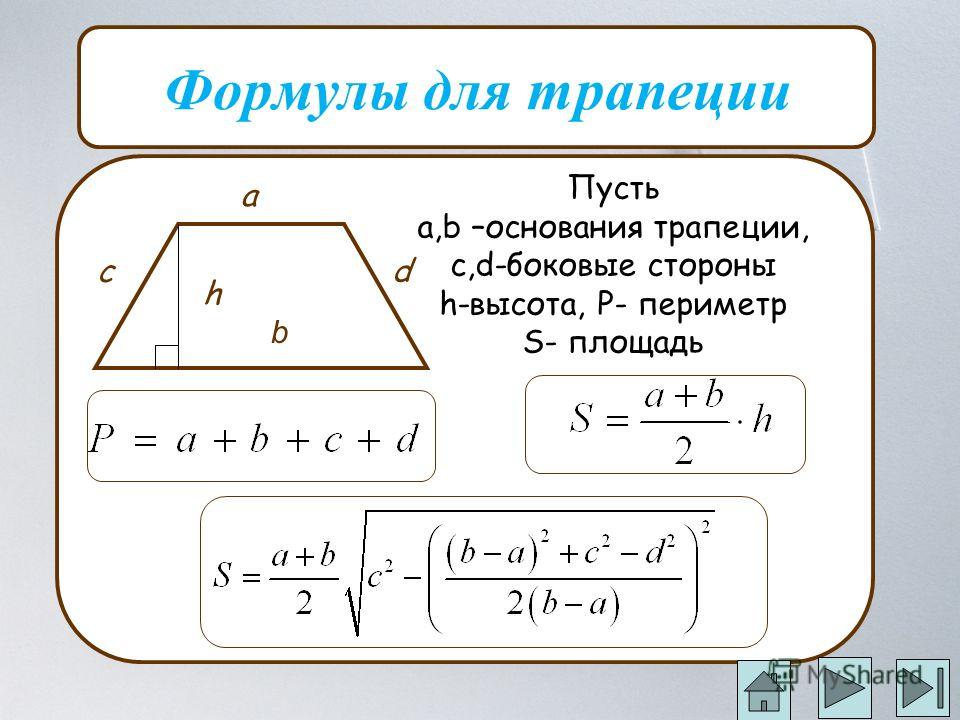 Формулы для трапеции
a
c
d
h
b
Пусть
a,b –основания трапеции,
c,d-боковые стороны
h-высота, P- периметр
S- площадь
P = a + b + c + d
S = \frac{a+b}{2} \cdot h
S = \frac{a+b}{2} \sqrt{c^2 - \left(\frac{(b-a)^2 + c^2 - d^2}{2(b-a)}\right)^2}
MyShared